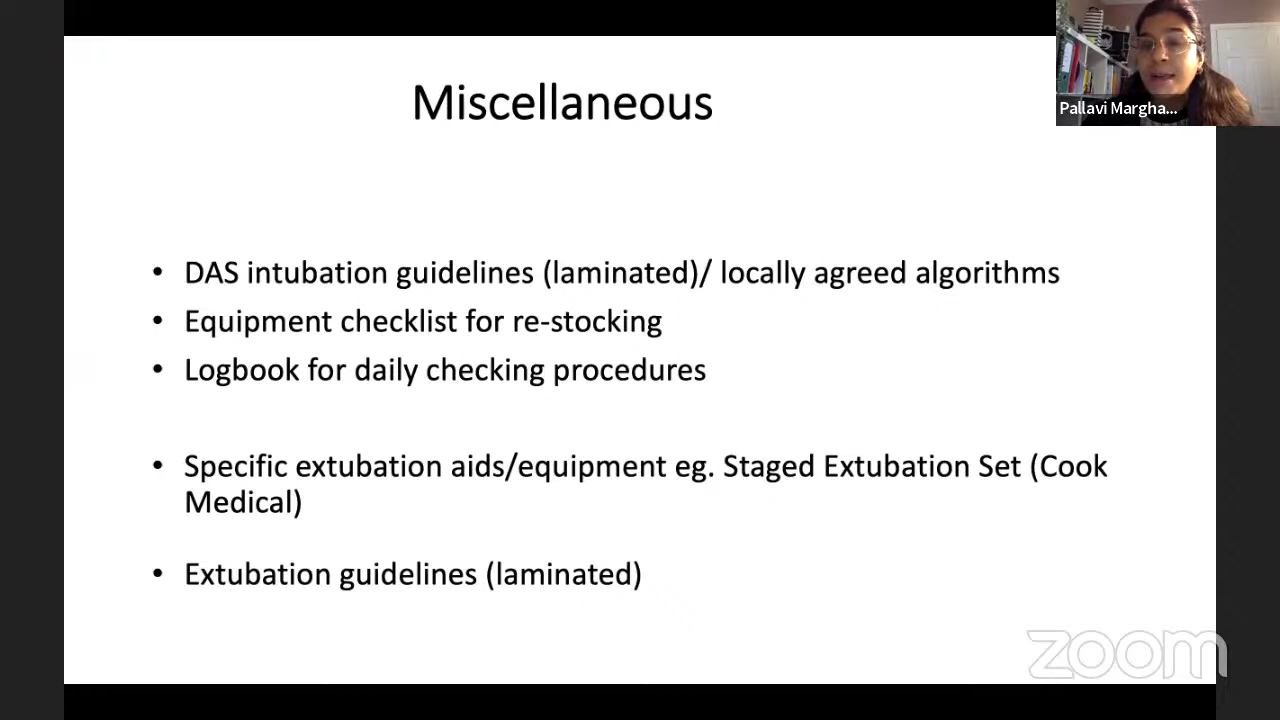 Miscellaneous
Pallavi Margha...
• DAS intubation guidelines (laminated)/ locally agreed algorithms
• Equipment checklist for re-stocking
• Logbook for daily checking procedures
• Specific extubation aids/equipment eg. Staged Extubation Set (Cook
Medical)
• Extubation guidelines (laminated)
zoom